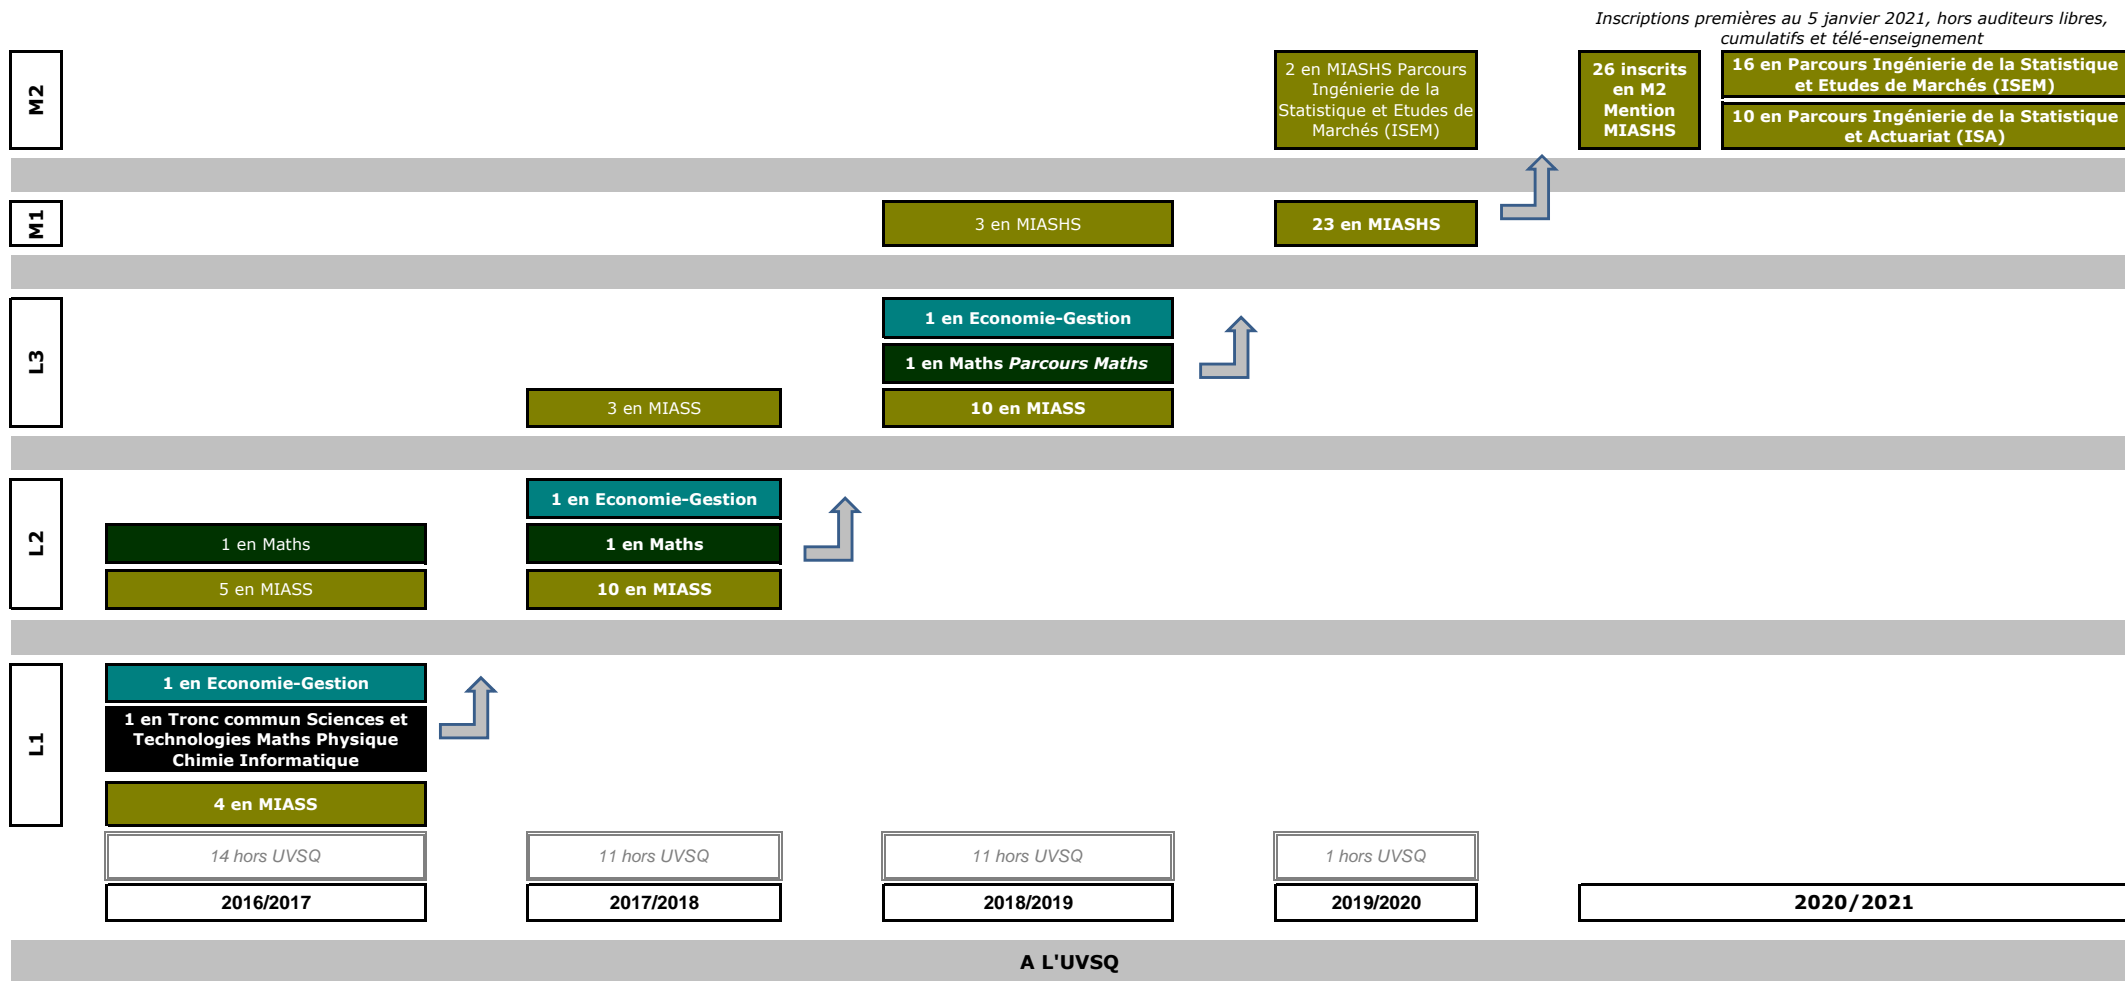 Inscriptions premières au 5 janvier 2021, hors auditeurs libres,
cumulatifs et télé-enseignement
M2
2 en MIASHS Parcours
Ingénierie de la
Statistique et Etudes de
Marchés (ISEM)
26 inscrits
en M2
Mention
MIASHS
16 en Parcours Ingénierie de la Statistique
et Etudes de Marchés (ISEM)
10 en Parcours Ingénierie de la Statistique
et Actuariat (ISA)
M1
3 en MIASHS
23 en MIASHS
L3
1 en Economie-Gestion
1 en Maths Parcours Maths
3 en MIASS
10 en MIASS
L2
1 en Economie-Gestion
1 en Maths
1 en Maths
5 en MIASS
10 en MIASS
L1
1 en Economie-Gestion
1 en Tronc commun Sciences et
Technologies Maths Physique
Chimie Informatique
4 en MIASS
14 hors UVSQ
11 hors UVSQ
11 hors UVSQ
1 hors UVSQ
2016/2017
2017/2018
2018/2019
2019/2020
2020/2021
A L'UVSQ